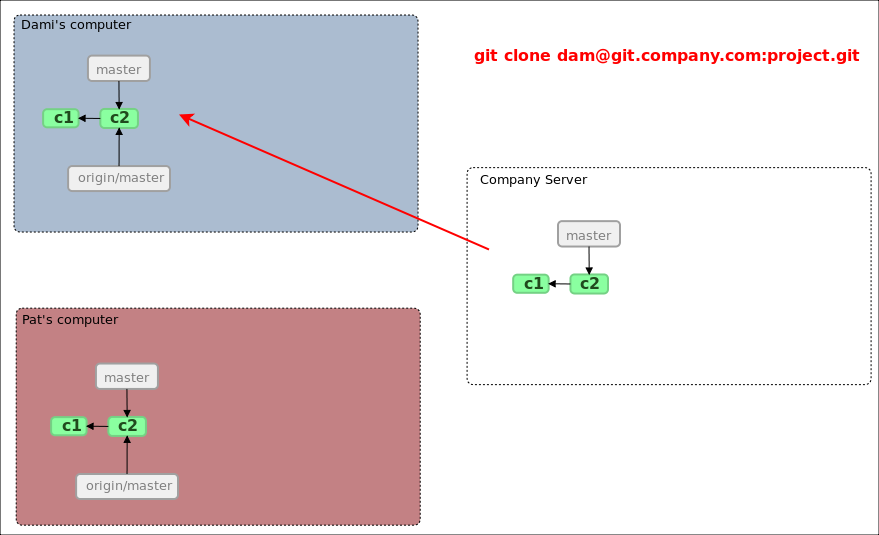 Dami's computer
master
c1
c2
origin/master
git clone dam@git.company.com:project.git
Company Server
master
c1
c2
Pat's computer
master
c1
c2
origin/master